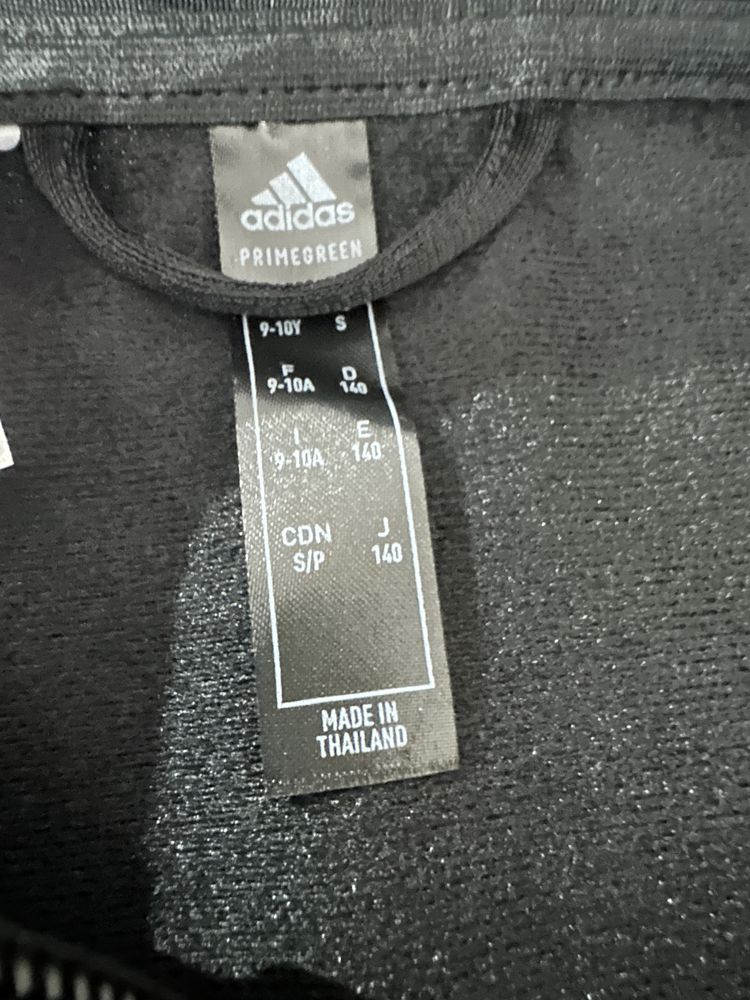 adidas
PRIMEGREEN
9-10Y S
F D
9-10A 140
I E
9-10A 140
CDN J
S/P 140
MADE IN
THAILAND